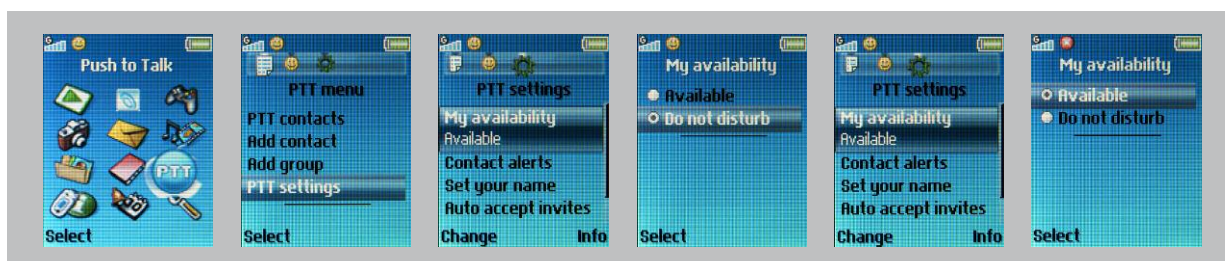 G
Push to Talk
PTT
Select
G
PTT menu
PTT contacts
Add contact
Add group
PTT settings
Select
G
PTT settings
My availability
Available
Contact alerts
Set your name
Auto accept invites
Change Info
G
My availability
Available
Do not disturb
Select
G
PTT settings
My availability
Available
Contact alerts
Set your name
Auto accept invites
Change Info
G
My availability
Available
Do not disturb
Select